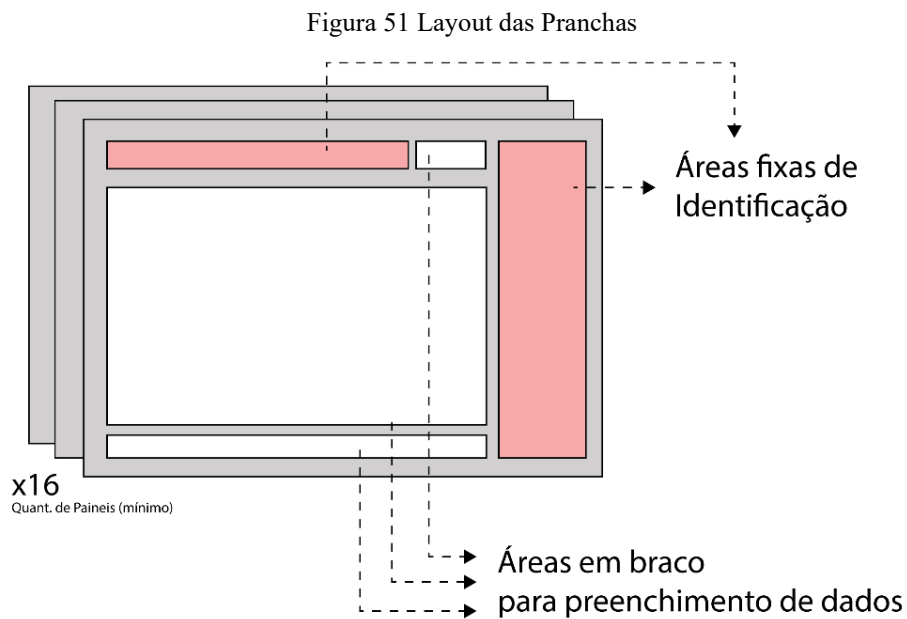 Figura 51 Layout das Pranchas
Áreas fixas de
Identificação
x16
Quant. de Paineis (mínimo)
Áreas em braco
para preenchimento de dados